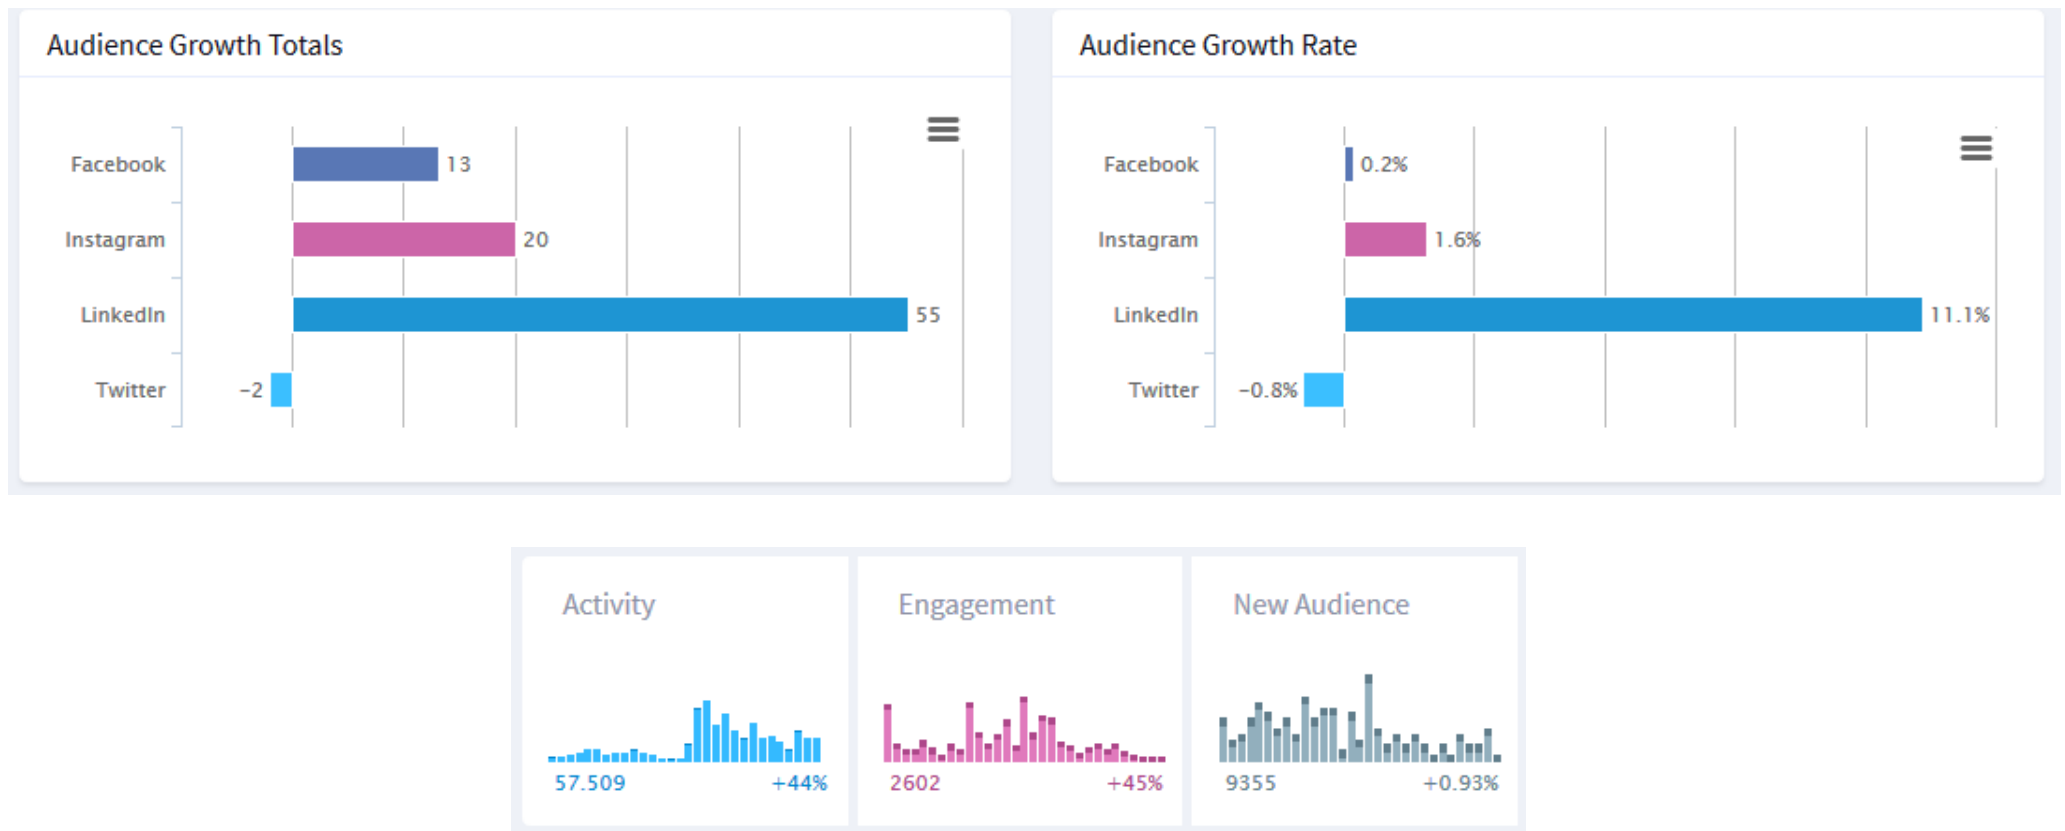 Audience Growth Totals
Facebook 13
Instagram 20
LinkedIn 55
Twitter −2
Audience Growth Rate
Facebook 0.2%
Instagram 1.6%
LinkedIn 11.1%
Twitter −0.8%
Activity
57.509 +44%
Engagement
2602 +45%
New Audience
9355 +0.93%